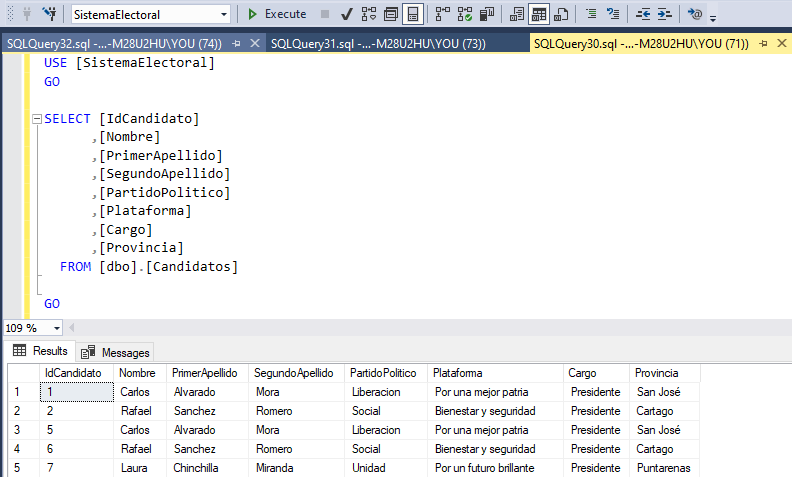 SistemaElectoral Execute
SQLQuery32.sql -...-M28U2HU\YOU (74)) SQLQuery31.sql -...-M28U2HU\YOU (73)) SQLQuery30.sql -...-M28U2HU\YOU (71))
USE [SistemaElectoral]
GO
SELECT [IdCandidato]
,[Nombre]
,[PrimerApellido]
,[SegundoApellido]
,[PartidoPolitico]
,[Plataforma]
,[Cargo]
,[Provincia]
FROM [dbo].[Candidatos]
GO
109 %
Results Messages
IdCandidato Nombre PrimerApellido SegundoApellido PartidoPolitico Plataforma Cargo Provincia
1 1 Carlos Alvarado Mora Liberacion Por una mejor patria Presidente San José
2 2 Rafael Sanchez Romero Social Bienestar y seguridad Presidente Cartago
3 5 Carlos Alvarado Mora Liberacion Por una mejor patria Presidente San José
4 6 Rafael Sanchez Romero Social Bienestar y seguridad Presidente Cartago
5 7 Laura Chinchilla Miranda Unidad Por un futuro brillante Presidente Puntarenas